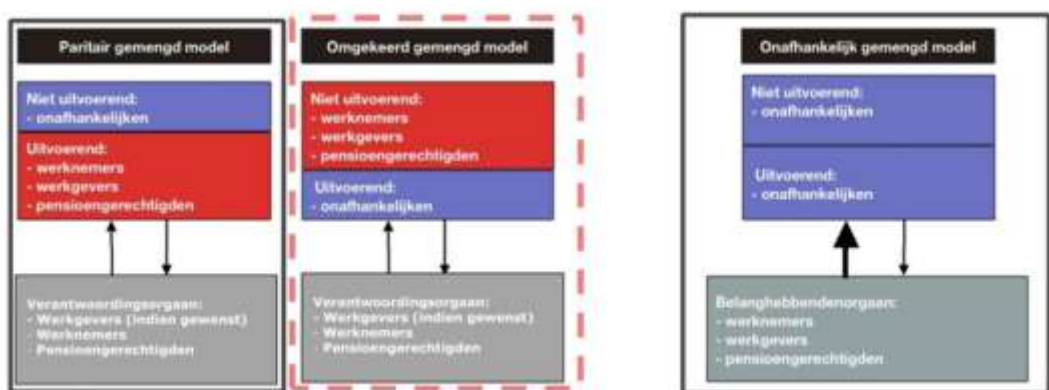 Paritair gemengd model
Niet uitvoerend:
- onafhankelijken
Uitvoerend:
- werknemers
- werkgevers
- pensioengerechtigden
Verantwoordingsorgaan:
- Werkgevers (indien gewenst)
- Werknemers
- Pensioengerechtigden
Omgekeerd gemengd model
Niet uitvoerend:
- werknemers
- werkgevers
- pensioengerechtigden
Uitvoerend:
- onafhankelijken
Verantwoordingsorgaan:
- Werkgevers (indien gewenst)
- Werknemers
- Pensioengerechtigden
Onafhankelijk gemengd model
Niet uitvoerend:
- onafhankelijken
Uitvoerend:
- onafhankelijken
Belanghebbendenorgaan:
- werknemers
- werkgevers
- pensioengerechtigden